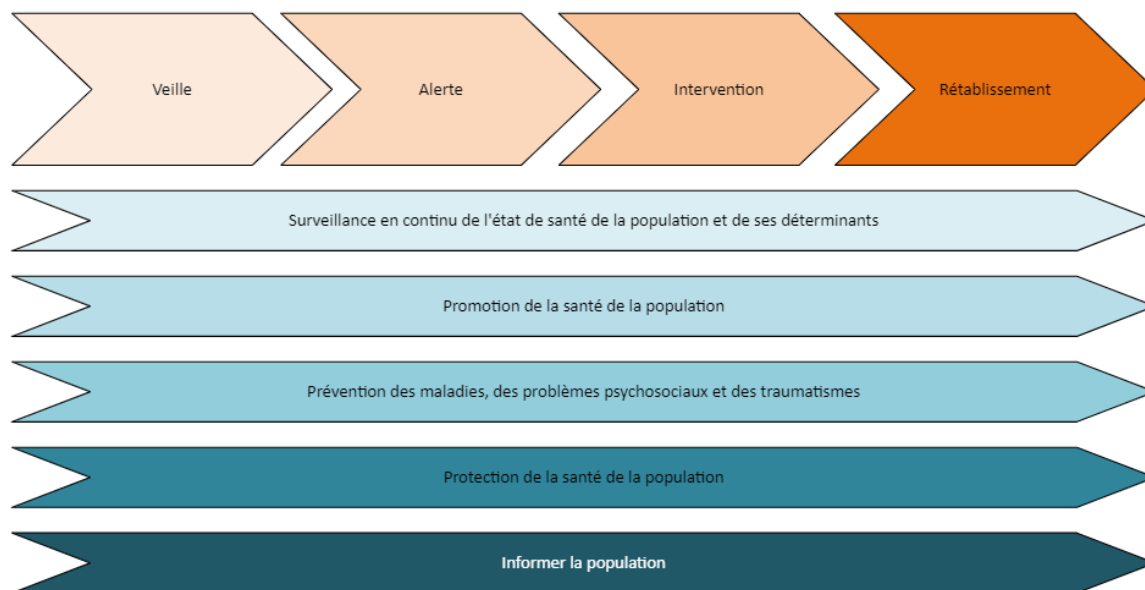 Veille
Alerte
Intervention
Rétablissement
Surveillance en continu de l'état de santé de la population et de ses déterminants
Promotion de la santé de la population
Prévention des maladies, des problèmes psychosociaux et des traumatismes
Protection de la santé de la population
Informer la population